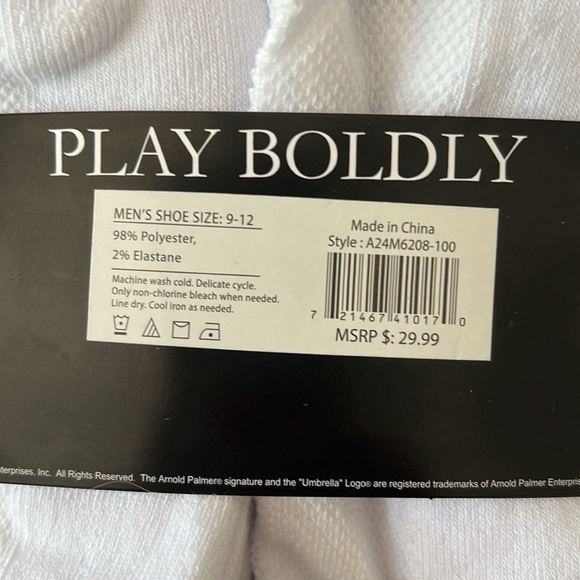 PLAY BOLDLY
MEN'S SHOE SIZE: 9-12
98% Polyester,
2% Elastane
Machine wash cold. Delicate cycle.
Only non-chlorine bleach when needed.
Line dry. Cool iron as needed.
Made in China
Style : A24M6208-100
7 21467 41017 0
MSRP $: 29.99
terprises, Inc. All Rights Reserved. The Arnold Palmer® signature and the "Umbrella" Logo® are registered trademarks of Arnold Palmer Enterpris